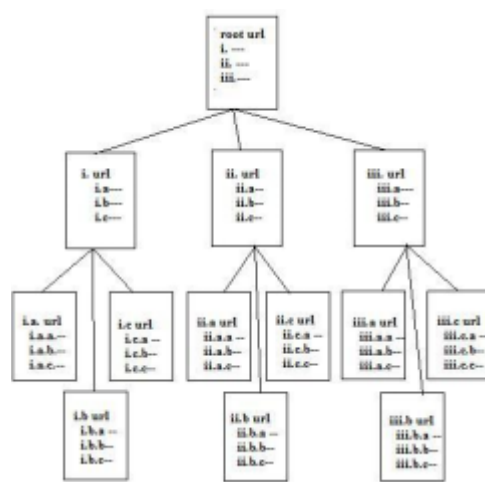 root url
i. ---
ii. ---
iii.---
i. url
i.a---
i.b---
i.c---
ii. url
ii.a--
ii.b--
ii.c--
iii. url
iii.a---
iii.b--
iii.c--
i.a. url
i.a.a.--
i.a.b.--
i.a.c.--
i.c url
i.c.a --
i.c.b--
i.c.c--
ii.a url
ii.a.a --
ii.a.b--
ii.a.c--
ii.c url
ii.c.a --
ii.c.b--
ii.c.c--
iii.a url
iii.a.a --
iii.a.b--
iii.a.c--
iii.c url
iii.c.a --
iii.c.b--
iii.c.c--
i.b url
i.b.a --
i.b.b--
i.b.c--
ii.b url
ii.b.a --
ii.b.b--
ii.b.c--
iii.b url
iii.b.a --
iii.b.b--
iii.b.c--